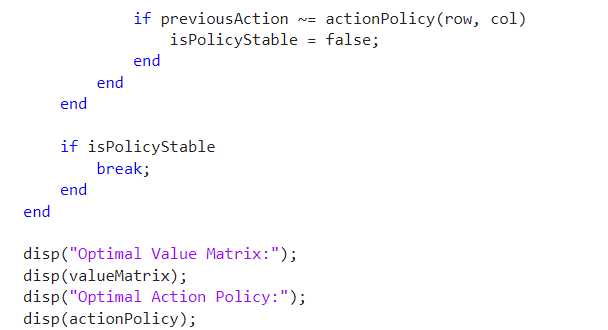 if previousAction ~= actionPolicy(row, col)
isPolicyStable = false;
end
end
end
if isPolicyStable
break;
end
end
disp("Optimal Value Matrix:");
disp(valueMatrix);
disp("Optimal Action Policy:");
disp(actionPolicy);